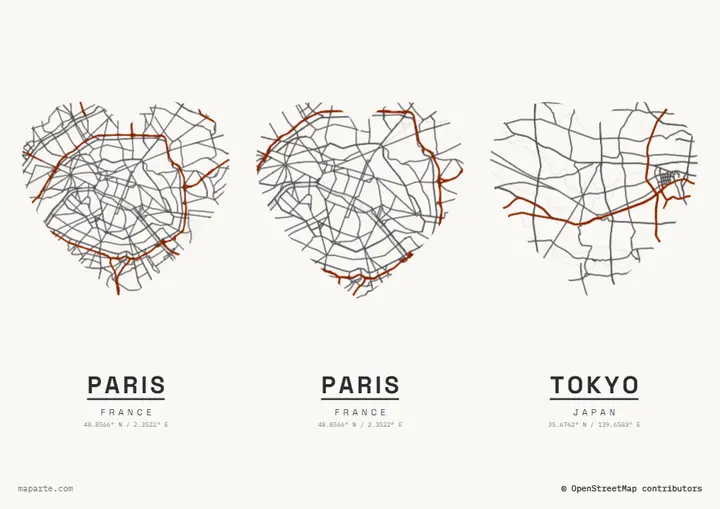 PARIS
FRANCE
48.8566° N / 2.3522° E
PARIS
FRANCE
48.8566° N / 2.3522° E
TOKYO
JAPAN
35.6762° N / 139.6503° E
maparte.com
© OpenStreetMap contributors